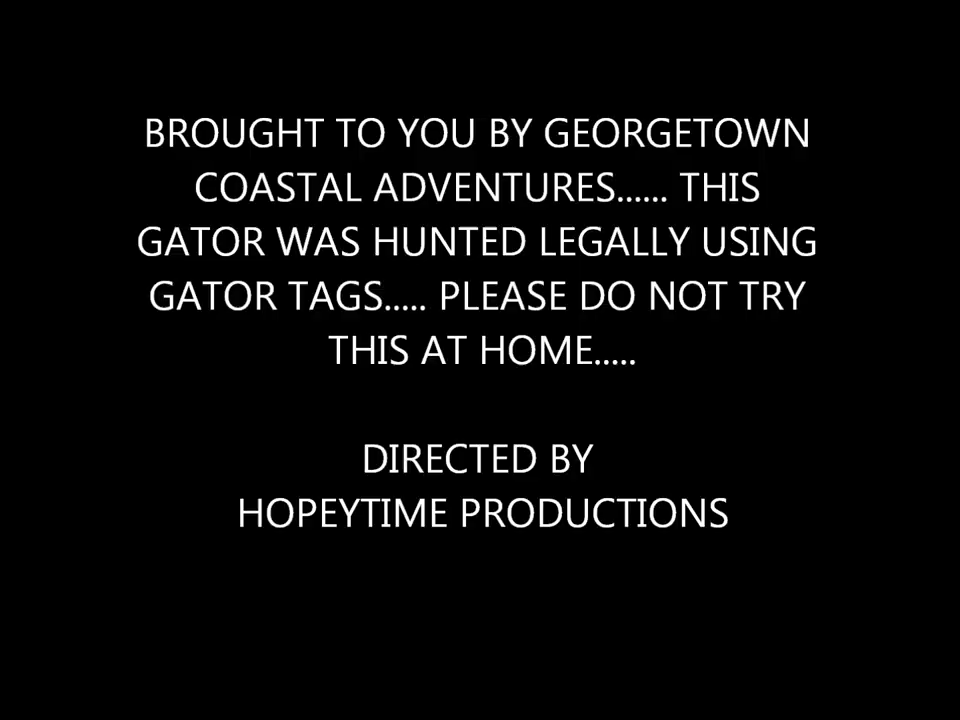 BROUGHT TO YOU BY GEORGETOWN
COASTAL ADVENTURES...... THIS
GATOR WAS HUNTED LEGALLY USING
GATOR TAGS..... PLEASE DO NOT TRY
THIS AT HOME.....
DIRECTED BY
HOPEYTIME PRODUCTIONS